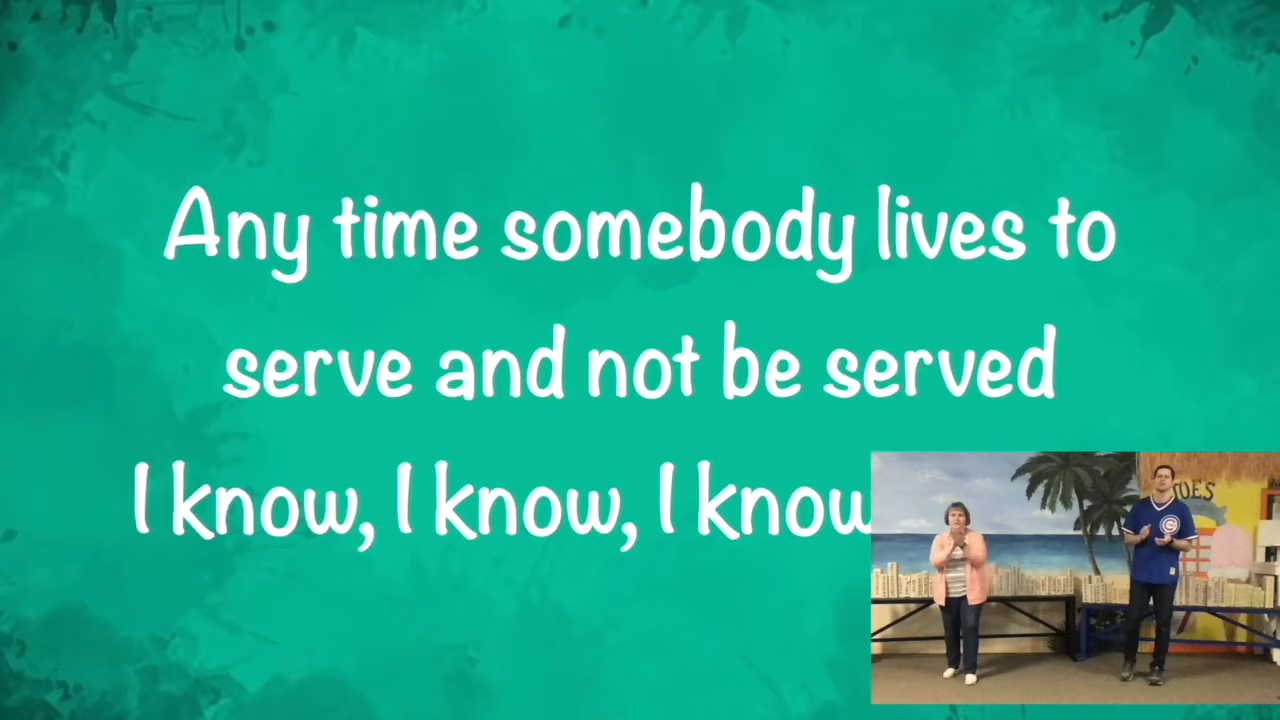 Any time somebody lives to
serve and not be served
I know, I know, I know